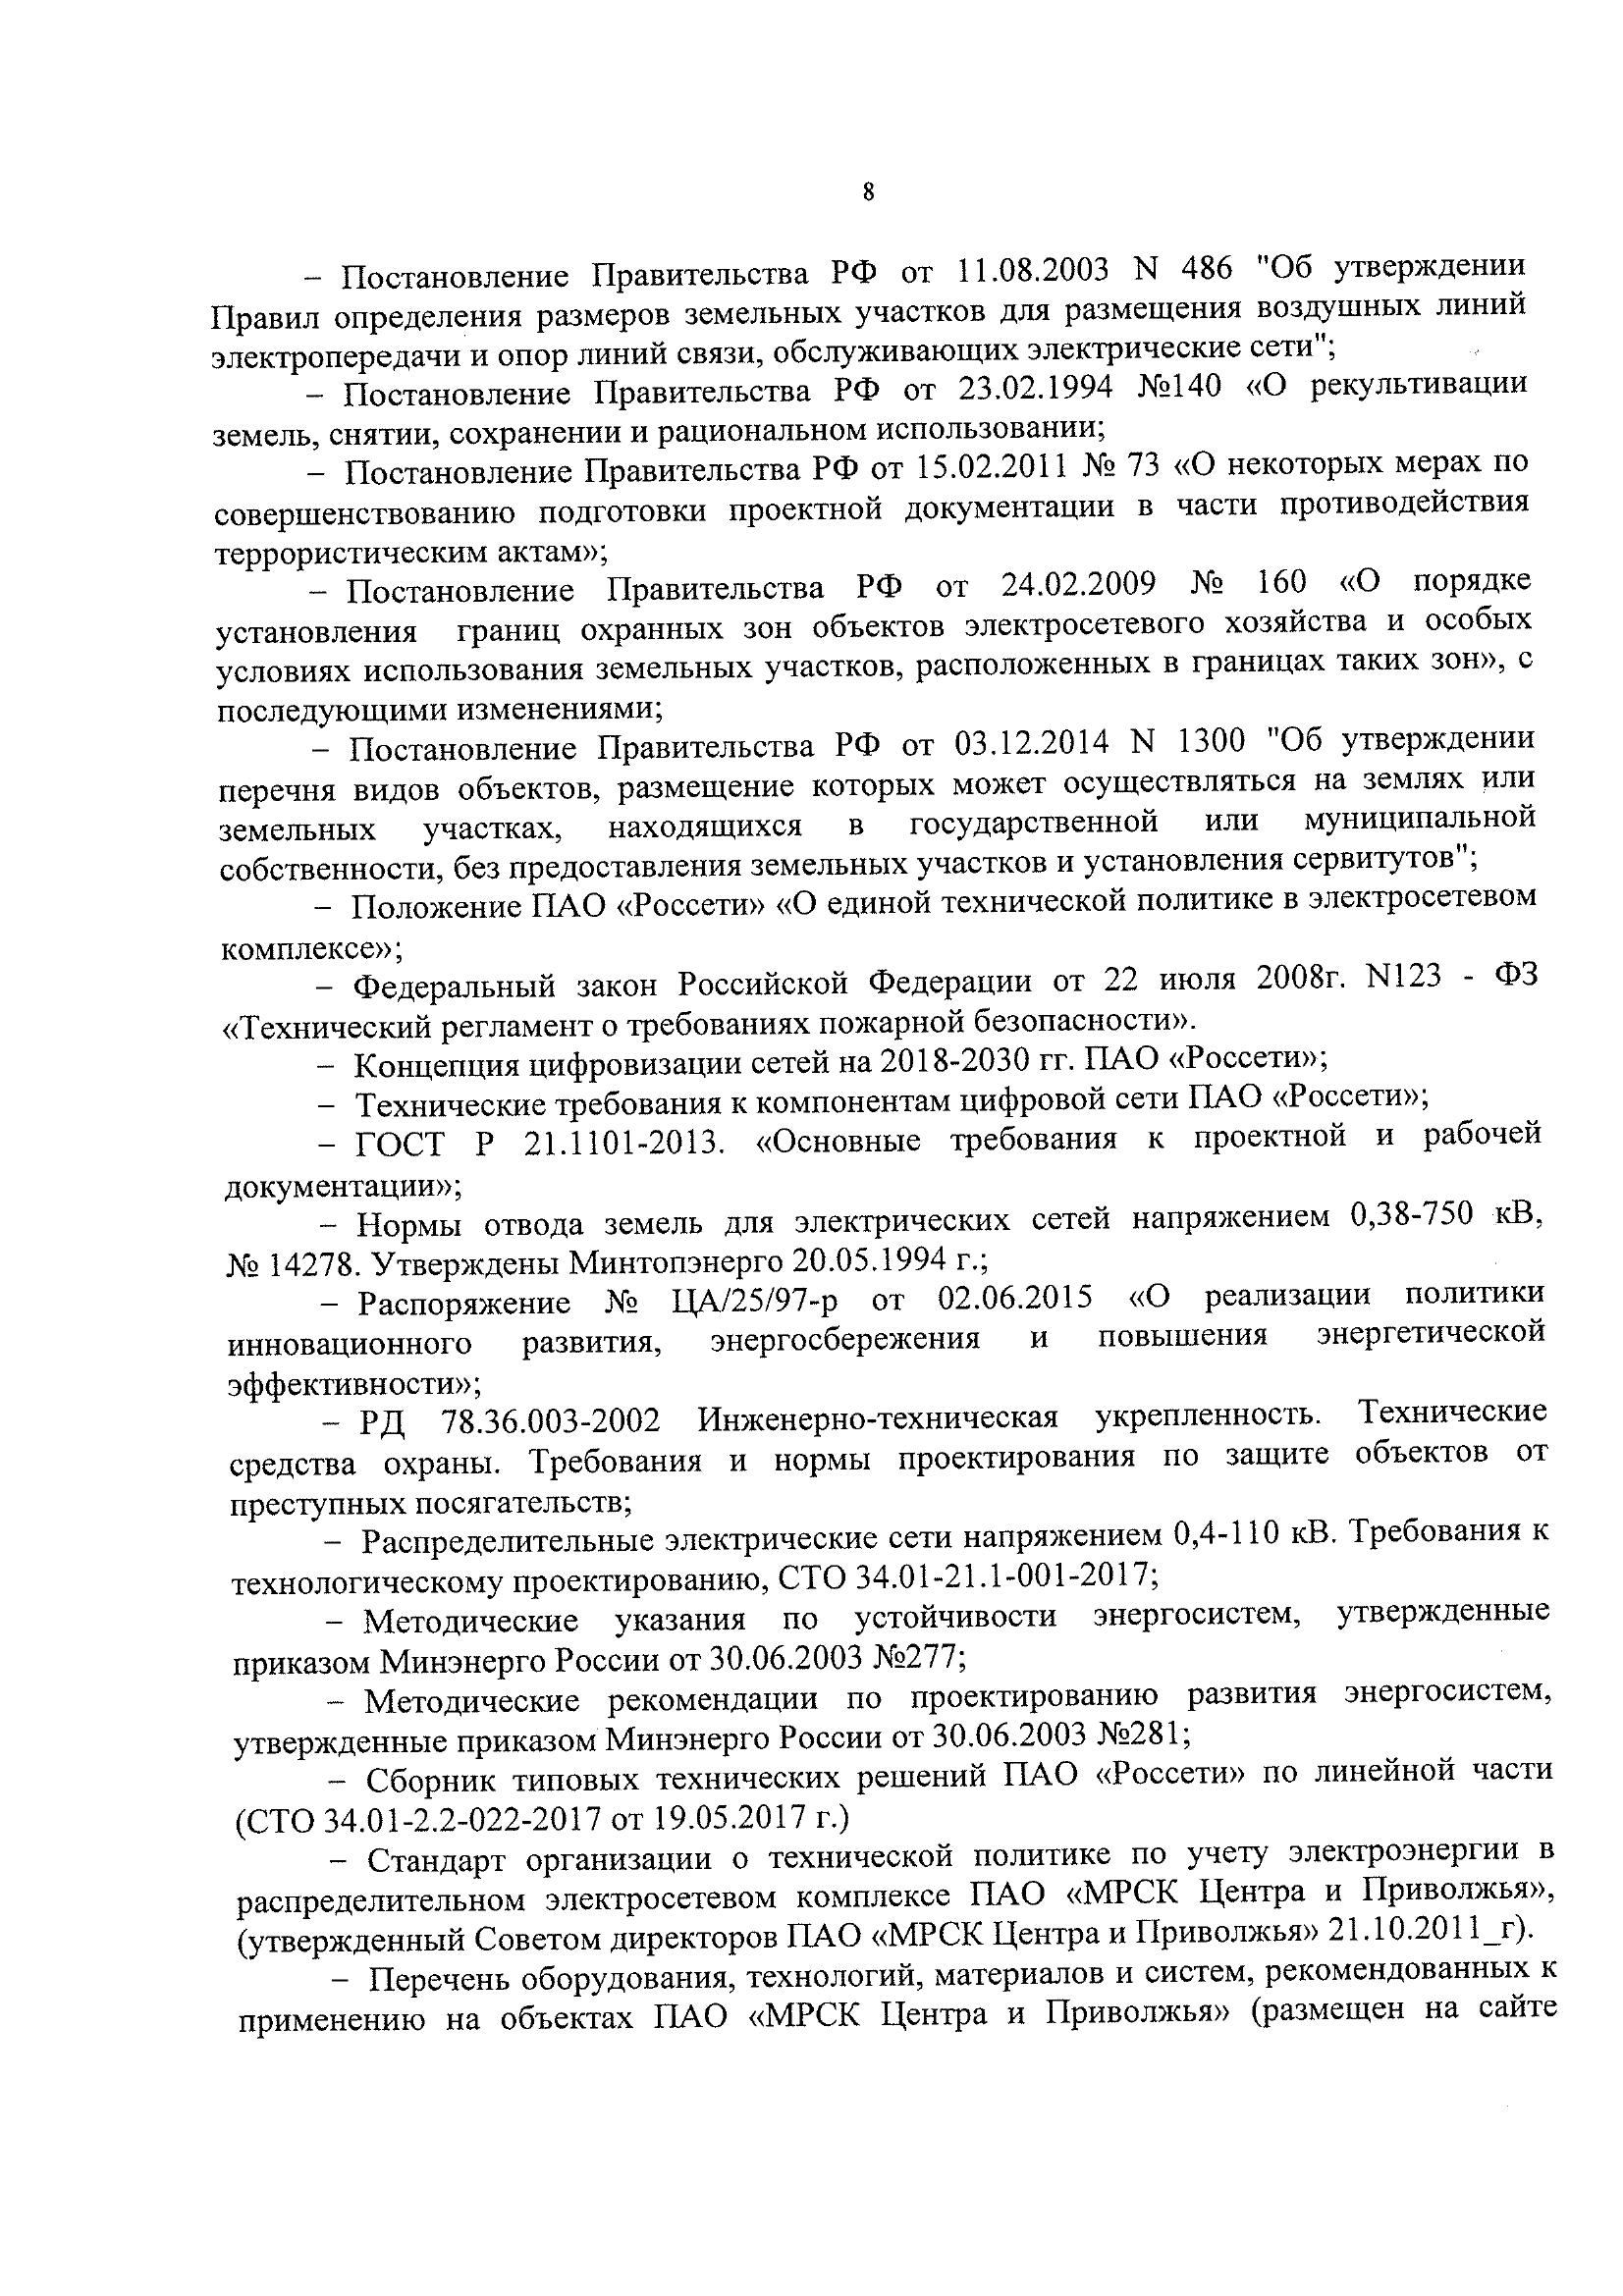 8
– Постановление Правительства РФ от 11.08.2003 N 486 "Об утверждении
Правил определения размеров земельных участков для размещения воздушных линий
электропередачи и опор линий связи, обслуживающих электрические сети";
– Постановление Правительства РФ от 23.02.1994 №140 «О рекультивации
земель, снятии, сохранении и рациональном использовании;
– Постановление Правительства РФ от 15.02.2011 № 73 «О некоторых мерах по
совершенствованию подготовки проектной документации в части противодействия
террористическим актам»;
– Постановление Правительства РФ от 24.02.2009 № 160 «О порядке
установления границ охранных зон объектов электросетевого хозяйства и особых
условиях использования земельных участков, расположенных в границах таких зон», с
последующими изменениями;
– Постановление Правительства РФ от 03.12.2014 N 1300 "Об утверждении
перечня видов объектов, размещение которых может осуществляться на землях или
земельных участках, находящихся в государственной или муниципальной
собственности, без предоставления земельных участков и установления сервитутов";
– Положение ПАО «Россети» «О единой технической политике в электросетевом
комплексе»;
– Федеральный закон Российской Федерации от 22 июля 2008г. N123 - ФЗ
«Технический регламент о требованиях пожарной безопасности».
– Концепция цифровизации сетей на 2018-2030 гг. ПАО «Россети»;
– Технические требования к компонентам цифровой сети ПАО «Россети»;
– ГОСТ Р 21.1101-2013. «Основные требования к проектной и рабочей
документации»;
– Нормы отвода земель для электрических сетей напряжением 0,38-750 кВ,
№ 14278. Утверждены Минтопэнерго 20.05.1994 г.;
– Распоряжение № ЦА/25/97-р от 02.06.2015 «О реализации политики
инновационного развития, энергосбережения и повышения энергетической
эффективности»;
– РД 78.36.003-2002 Инженерно-техническая укрепленность. Технические
средства охраны. Требования и нормы проектирования по защите объектов от
преступных посягательств;
– Распределительные электрические сети напряжением 0,4-110 кВ. Требования к
технологическому проектированию, СТО 34.01-21.1-001-2017;
– Методические указания по устойчивости энергосистем, утвержденные
приказом Минэнерго России от 30.06.2003 №277;
– Методические рекомендации по проектированию развития энергосистем,
утвержденные приказом Минэнерго России от 30.06.2003 №281;
– Сборник типовых технических решений ПАО «Россети» по линейной части
(СТО 34.01-2.2-022-2017 от 19.05.2017 г.)
– Стандарт организации о технической политике по учету электроэнергии в
распределительном электросетевом комплексе ПАО «МРСК Центра и Приволжья»,
(утвержденный Советом директоров ПАО «МРСК Центра и Приволжья» 21.10.2011_г).
– Перечень оборудования, технологий, материалов и систем, рекомендованных к
применению на объектах ПАО «МРСК Центра и Приволжья» (размещен на сайте